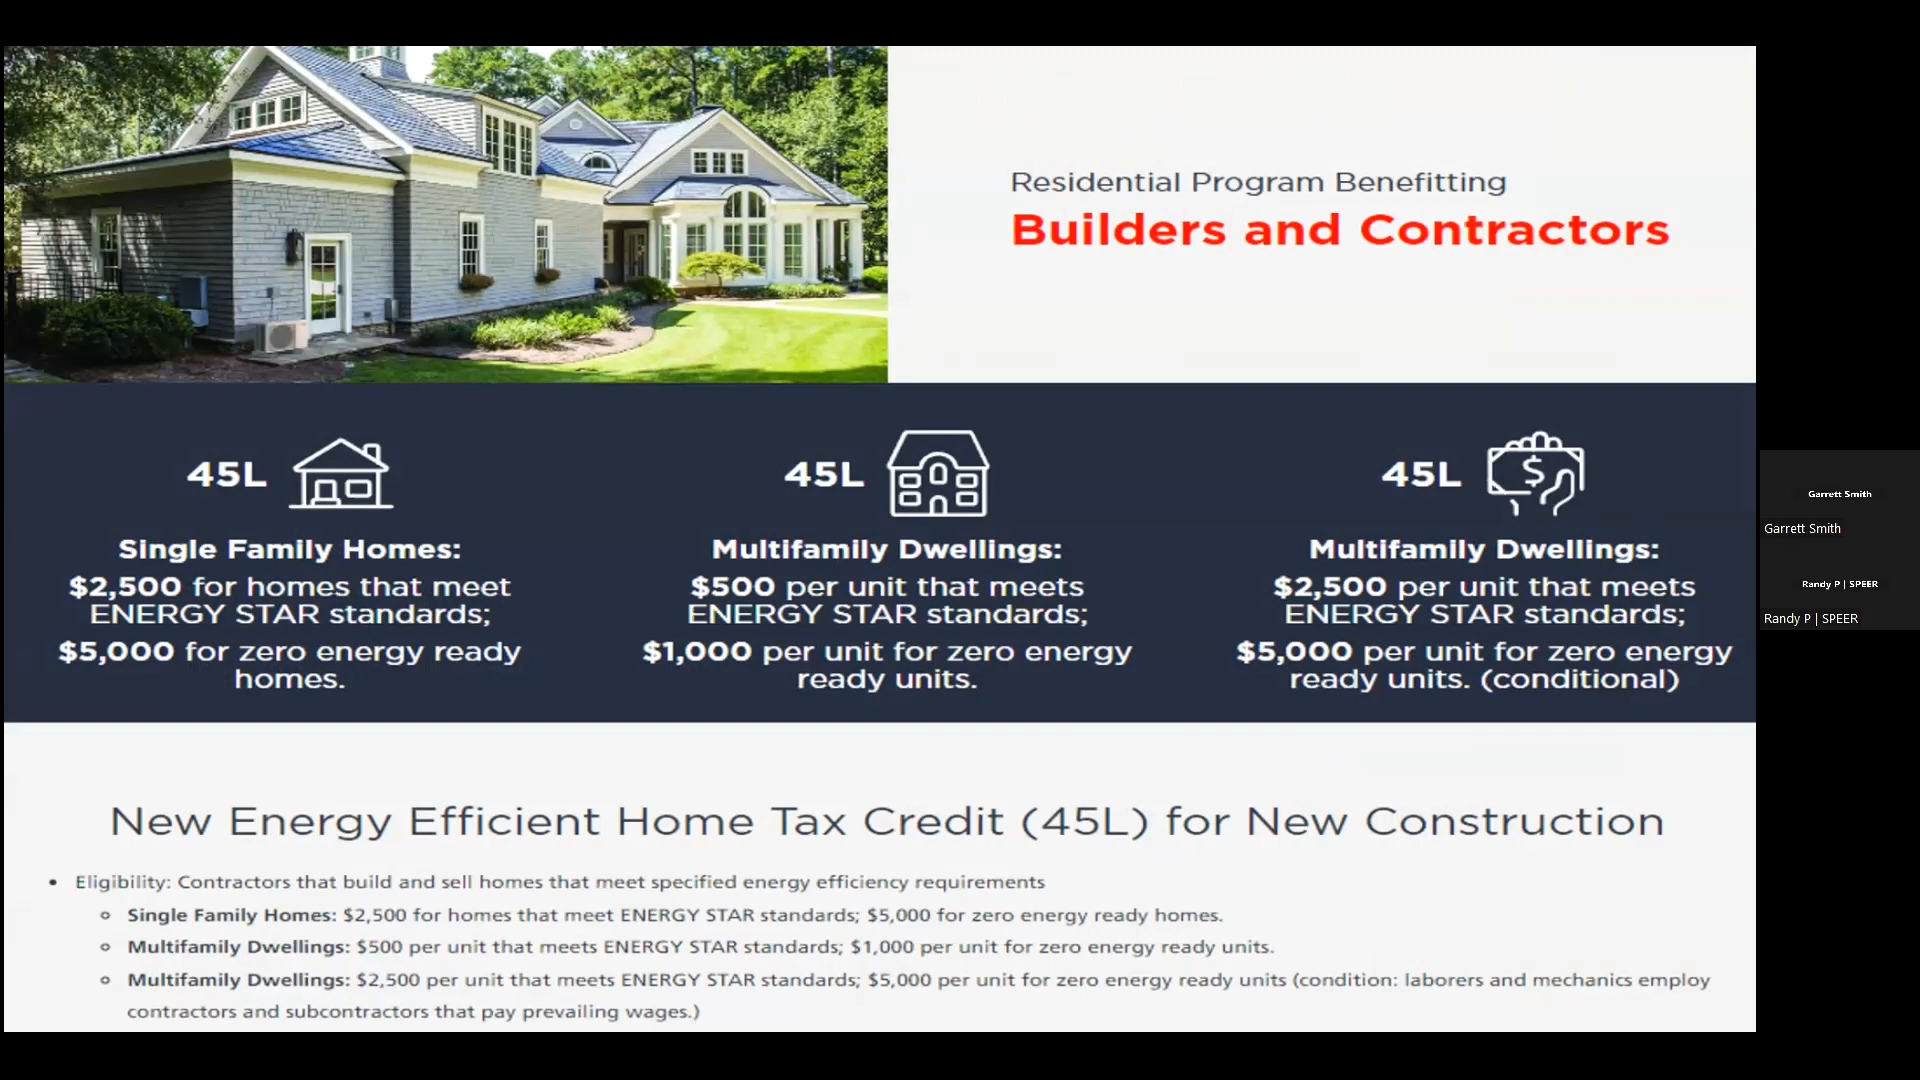 Residential Program Benefitting
Builders and Contractors
45L
Single Family Homes:
$2,500 for homes that meet
ENERGY STAR standards;
$5,000 for zero energy ready
homes.
45L
Multifamily Dwellings:
$500 per unit that meets
ENERGY STAR standards;
$1,000 per unit for zero energy
ready units.
45L
$
Multifamily Dwellings:
$2,500 per unit that meets
ENERGY STAR standards;
$5,000 per unit for zero energy
ready units. (conditional)
New Energy Efficient Home Tax Credit (45L) for New Construction
• Eligibility: Contractors that build and sell homes that meet specified energy efficiency requirements
Single Family Homes: $2,500 for homes that meet ENERGY STAR standards; $5,000 for zero energy ready homes.
Multifamily Dwellings: $500 per unit that meets ENERGY STAR standards; $1,000 per unit for zero energy ready units.
Multifamily Dwellings: $2,500 per unit that meets ENERGY STAR standards; $5,000 per unit for zero energy ready units (condition: laborers and mechanics employ
contractors and subcontractors that pay prevailing wages.)
Garrett Smith
Garrett Smith
Randy P | SPEER
Randy P | SPEER